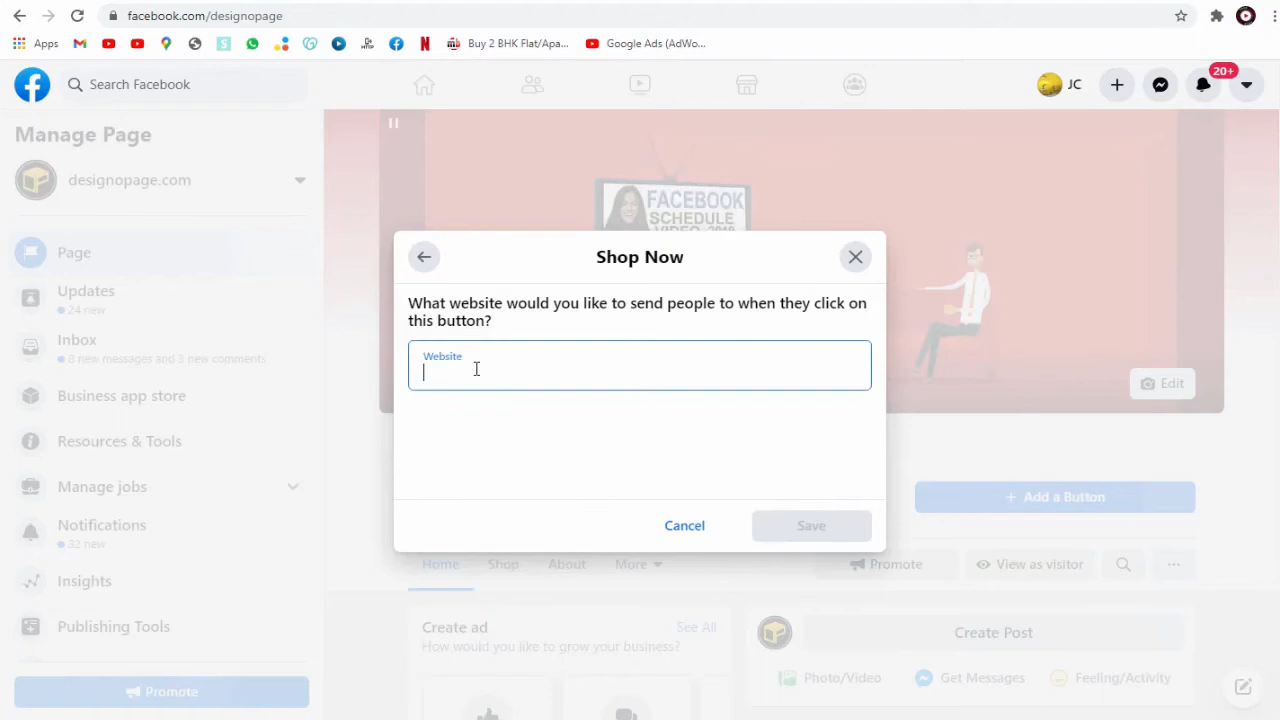 facebook.com/designopage
Apps
Buy 2 BHK Flat/Apa...
Google Ads (AdWo...
Search Facebook
JC
20+
Manage Page
designopage.com
Page
Updates
24 new
Inbox
8 new messages and 3 new comments
Business app store
Resources & Tools
Manage jobs
Notifications
32 new
Insights
Publishing Tools
Promote
FACEBOOK
SCHEDULE
VIDEO 2018
Edit
Shop Now
What website would you like to send people to when they click on
this button?
Website
Cancel
Save
+ Add a Button
Home
Shop
About
More
Promote
View as visitor
Create ad
See All
How would you like to grow your business?
Create Post
Photo/Video
Get Messages
Feeling/Activity